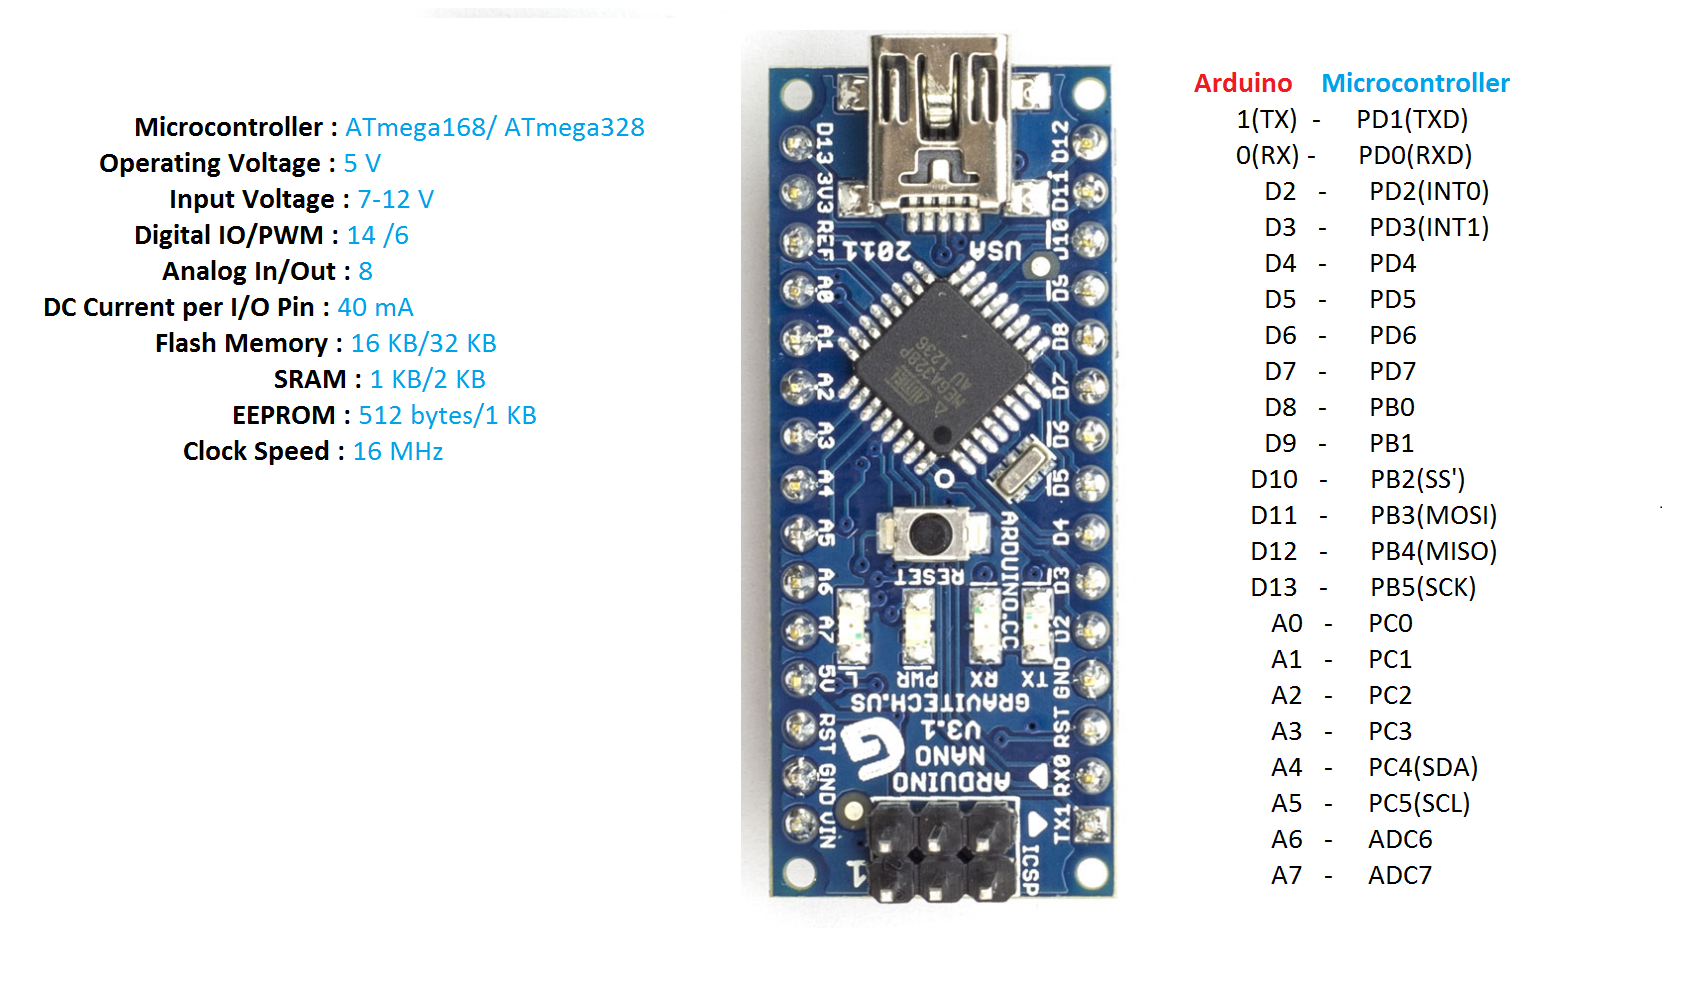 Microcontroller : ATmega168/ ATmega328
Operating Voltage : 5 V
Input Voltage : 7-12 V
Digital IO/PWM : 14 /6
Analog In/Out : 8
DC Current per I/O Pin : 40 mA
Flash Memory : 16 KB/32 KB
SRAM : 1 KB/2 KB
EEPROM : 512 bytes/1 KB
Clock Speed : 16 MHz
D13
3V3
REF
A0
A1
A2
A3
A4
A5
A6
A7
5V
RST
GND
VIN
USA
2011
MEGA328P
AU 1236
RESET
ARDUINO.CC
TX
RX
PWR
L
GRAVITECH.US
ARDUINO
NANO
V3.1
G
1
ICSP
D12
D11
D10
D9
D8
D7
D6
D5
D4
D3
D2
GND
RST
RX0
TX1
Arduino Microcontroller
1(TX) - PD1(TXD)
0(RX) - PD0(RXD)
D2 - PD2(INT0)
D3 - PD3(INT1)
D4 - PD4
D5 - PD5
D6 - PD6
D7 - PD7
D8 - PB0
D9 - PB1
D10 - PB2(SS')
D11 - PB3(MOSI)
D12 - PB4(MISO)
D13 - PB5(SCK)
A0 - PC0
A1 - PC1
A2 - PC2
A3 - PC3
A4 - PC4(SDA)
A5 - PC5(SCL)
A6 - ADC6
A7 - ADC7